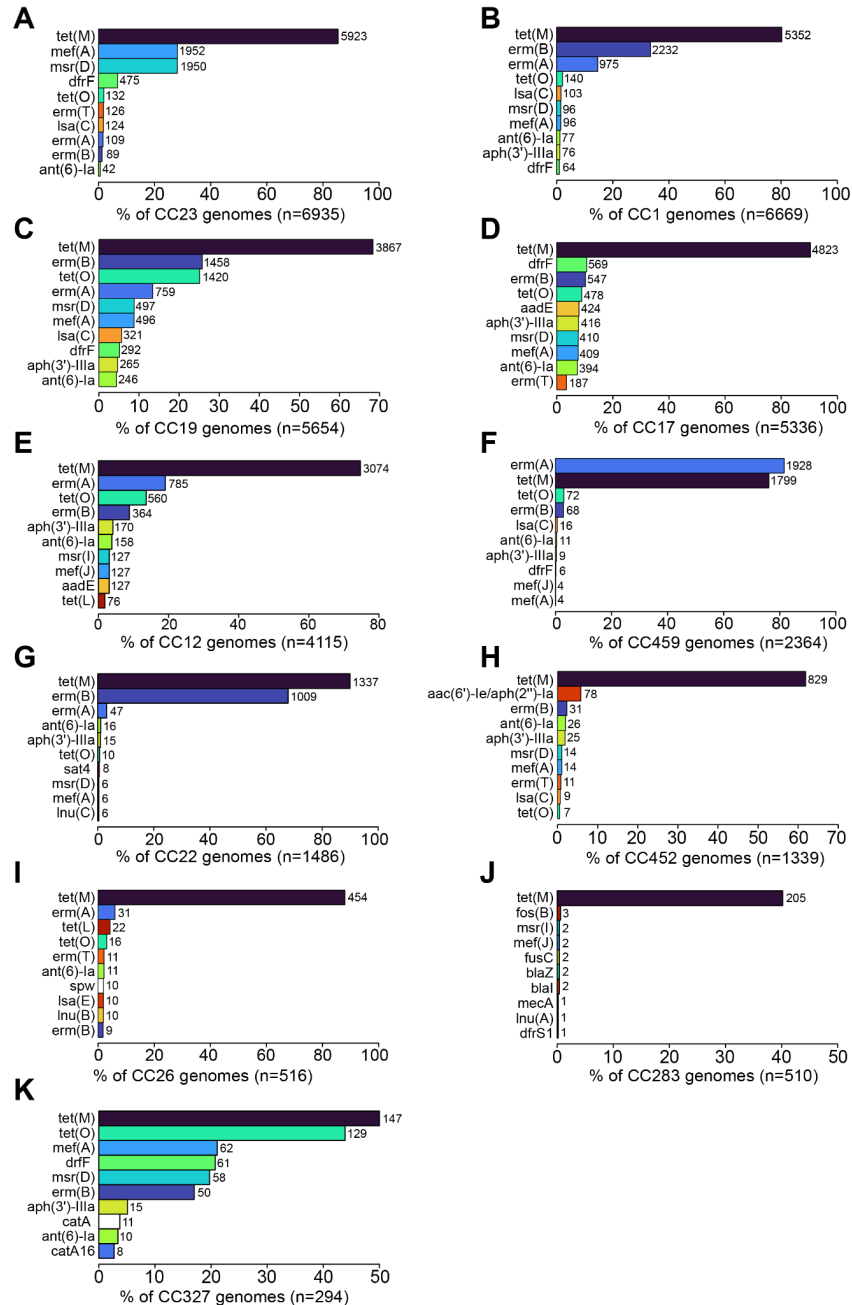 A
tet(M) 5923
mef(A) 1952
msr(D) 1950
dfrF 475
tet(O) 132
erm(T) 126
lsa(C) 124
erm(A) 109
erm(B) 89
ant(6)-Ia 42
0 20 40 60 80 100
% of CC23 genomes (n=6935)
B
tet(M) 5352
erm(B) 2232
erm(A) 975
tet(O) 140
lsa(C) 103
msr(D) 96
mef(A) 96
ant(6)-Ia 77
aph(3')-IIIa 76
dfrF 64
0 20 40 60 80 100
% of CC1 genomes (n=6669)
C
tet(M) 3867
erm(B) 1458
tet(O) 1420
erm(A) 759
msr(D) 497
mef(A) 496
lsa(C) 321
dfrF 292
aph(3')-IIIa 265
ant(6)-Ia 246
0 10 20 30 40 50 60 70
% of CC19 genomes (n=5654)
D
tet(M) 4823
dfrF 569
erm(B) 547
tet(O) 478
aadE 424
aph(3')-IIIa 416
msr(D) 410
mef(A) 409
ant(6)-Ia 394
erm(T) 187
0 20 40 60 80 100
% of CC17 genomes (n=5336)
E
tet(M) 3074
erm(A) 785
tet(O) 560
erm(B) 364
aph(3')-IIIa 170
ant(6)-Ia 158
msr(I) 127
mef(J) 127
aadE 127
tet(L) 76
0 20 40 60 80
% of CC12 genomes (n=4115)
F
erm(A) 1928
tet(M) 1799
tet(O) 72
erm(B) 68
lsa(C) 16
ant(6)-Ia 11
aph(3')-IIIa 9
dfrF 6
mef(J) 4
mef(A) 4
0 20 40 60 80 100
% of CC459 genomes (n=2364)
G
tet(M) 1337
erm(B) 1009
erm(A) 47
ant(6)-Ia 16
aph(3')-IIIa 15
tet(O) 10
sat4 8
msr(D) 6
mef(A) 6
lnu(C) 6
0 20 40 60 80 100
% of CC22 genomes (n=1486)
H
tet(M) 829
aac(6')-Ie/aph(2'')-Ia 78
erm(B) 31
ant(6)-Ia 26
aph(3')-IIIa 25
msr(D) 14
mef(A) 14
erm(T) 11
lsa(C) 9
tet(O) 7
0 10 20 30 40 50 60 70
% of CC452 genomes (n=1339)
I
tet(M) 454
erm(A) 31
tet(L) 22
tet(O) 16
erm(T) 11
ant(6)-Ia 11
spw 10
lsa(E) 10
lnu(B) 10
erm(B) 9
0 20 40 60 80 100
% of CC26 genomes (n=516)
J
tet(M) 205
fos(B) 3
msr(I) 2
mef(J) 2
fusC 2
blaZ 2
blaI 2
mecA 1
lnu(A) 1
dfrS1 1
0 10 20 30 40 50
% of CC283 genomes (n=510)
K
tet(M) 147
tet(O) 129
mef(A) 62
drfF 61
msr(D) 58
erm(B) 50
aph(3')-IIIa 15
catA 11
ant(6)-Ia 10
catA16 8
0 10 20 30 40 50
% of CC327 genomes (n=294)